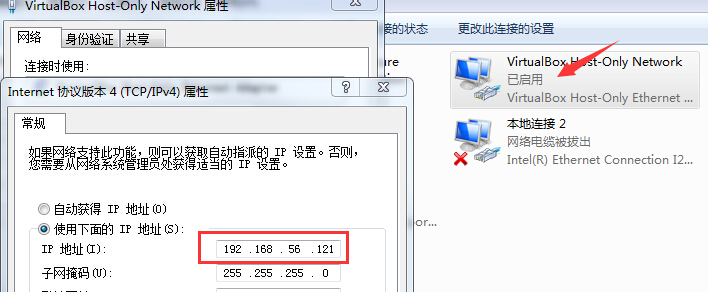 VirtualBox Host-Only Network 属性
网络
身份验证
共享
连接时使用:
Internet 协议版本 4 (TCP/IPv4) 属性
常规
如果网络支持此功能，则可以获取自动指派的 IP 设置。否则，
您需要从网络系统管理员处获得适当的 IP 设置。
自动获得 IP 地址(O)
使用下面的 IP 地址(S):
IP 地址(I):
192 .168 .56 .121
子网掩码(U):
255 .255 .255 . 0
接的状态
更改此连接的设置
VirtualBox Host-Only Network
已启用
VirtualBox Host-Only Ethernet ...
本地连接 2
网络电缆被拔出
Intel(R) Ethernet Connection I2...